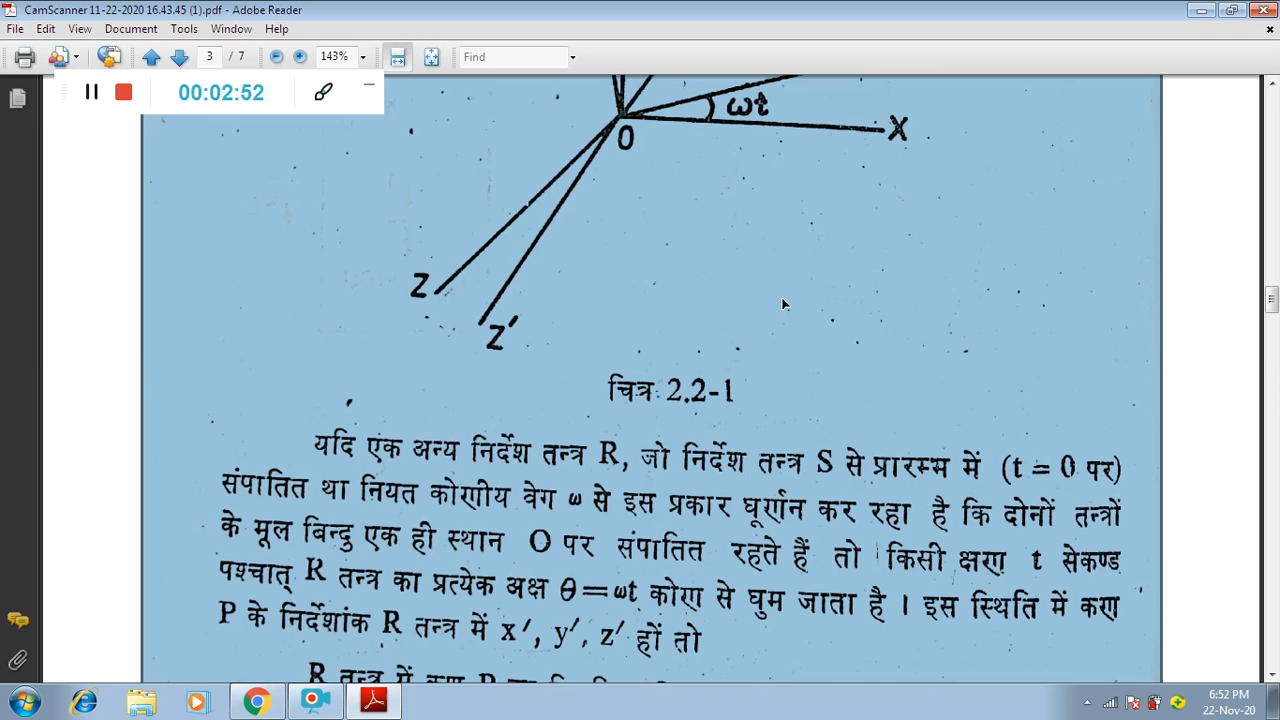 CamScanner 11-22-2020 16.43.45 (1).pdf - Adobe Reader
File Edit View Document Tools Window Help
3 / 7 143% Find
00:02:52
ωt
X
O
Z
Z′
चित्र 2.2-1
यदि एक अन्य निर्देश तन्त्र R, जो निर्देश तन्त्र S से प्रारम्भ में (t = 0 पर)
संपातित था नियत कोणीय वेग ω से इस प्रकार घूर्णन कर रहा है कि दोनों तन्त्रों
के मूल बिन्दु एक ही स्थान O पर संपातित रहते हैं तो किसी क्षण t सेकण्ड
पश्चात् R तन्त्र का प्रत्येक अक्ष θ=ωt कोण से घुम जाता है । इस स्थिति में कण
P के निर्देशांक R तन्त्र में x′, y′, z′ हों तो
R तन्त्र में कण P
6:52 PM
22-Nov-20